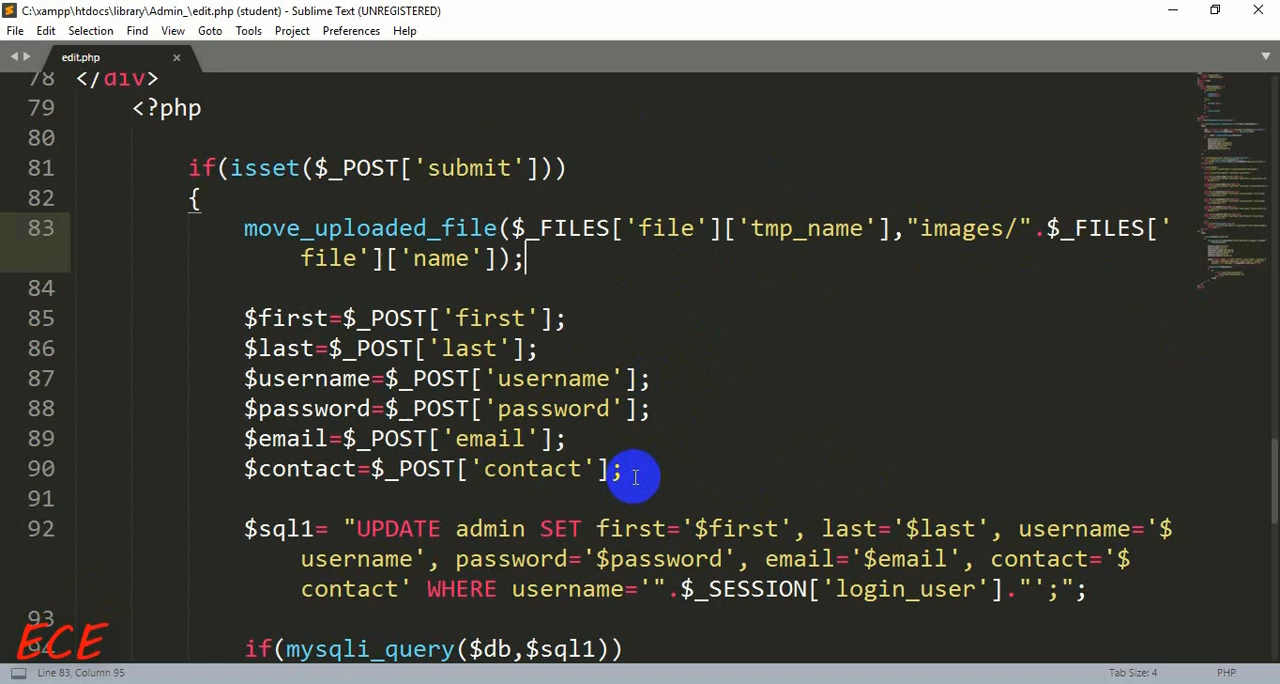 C:\xampp\htdocs\library\Admin_\edit.php (student) - Sublime Text (UNREGISTERED)
File Edit Selection Find View Goto Tools Project Preferences Help
edit.php
78 </div>
79 <?php
80
81 if(isset($_POST['submit']))
82 {
83 move_uploaded_file($_FILES['file']['tmp_name'],"images/".$_FILES['
file']['name']);
84
85 $first=$_POST['first'];
86 $last=$_POST['last'];
87 $username=$_POST['username'];
88 $password=$_POST['password'];
89 $email=$_POST['email'];
90 $contact=$_POST['contact'];
91
92 $sql1= "UPDATE admin SET first='$first', last='$last', username='$
username', password='$password', email='$email', contact='$
contact' WHERE username='".$_SESSION['login_user']."';";
93
94 if(mysqli_query($db,$sql1))
ECE
Line 83, Column 95
Tab Size: 4
PHP